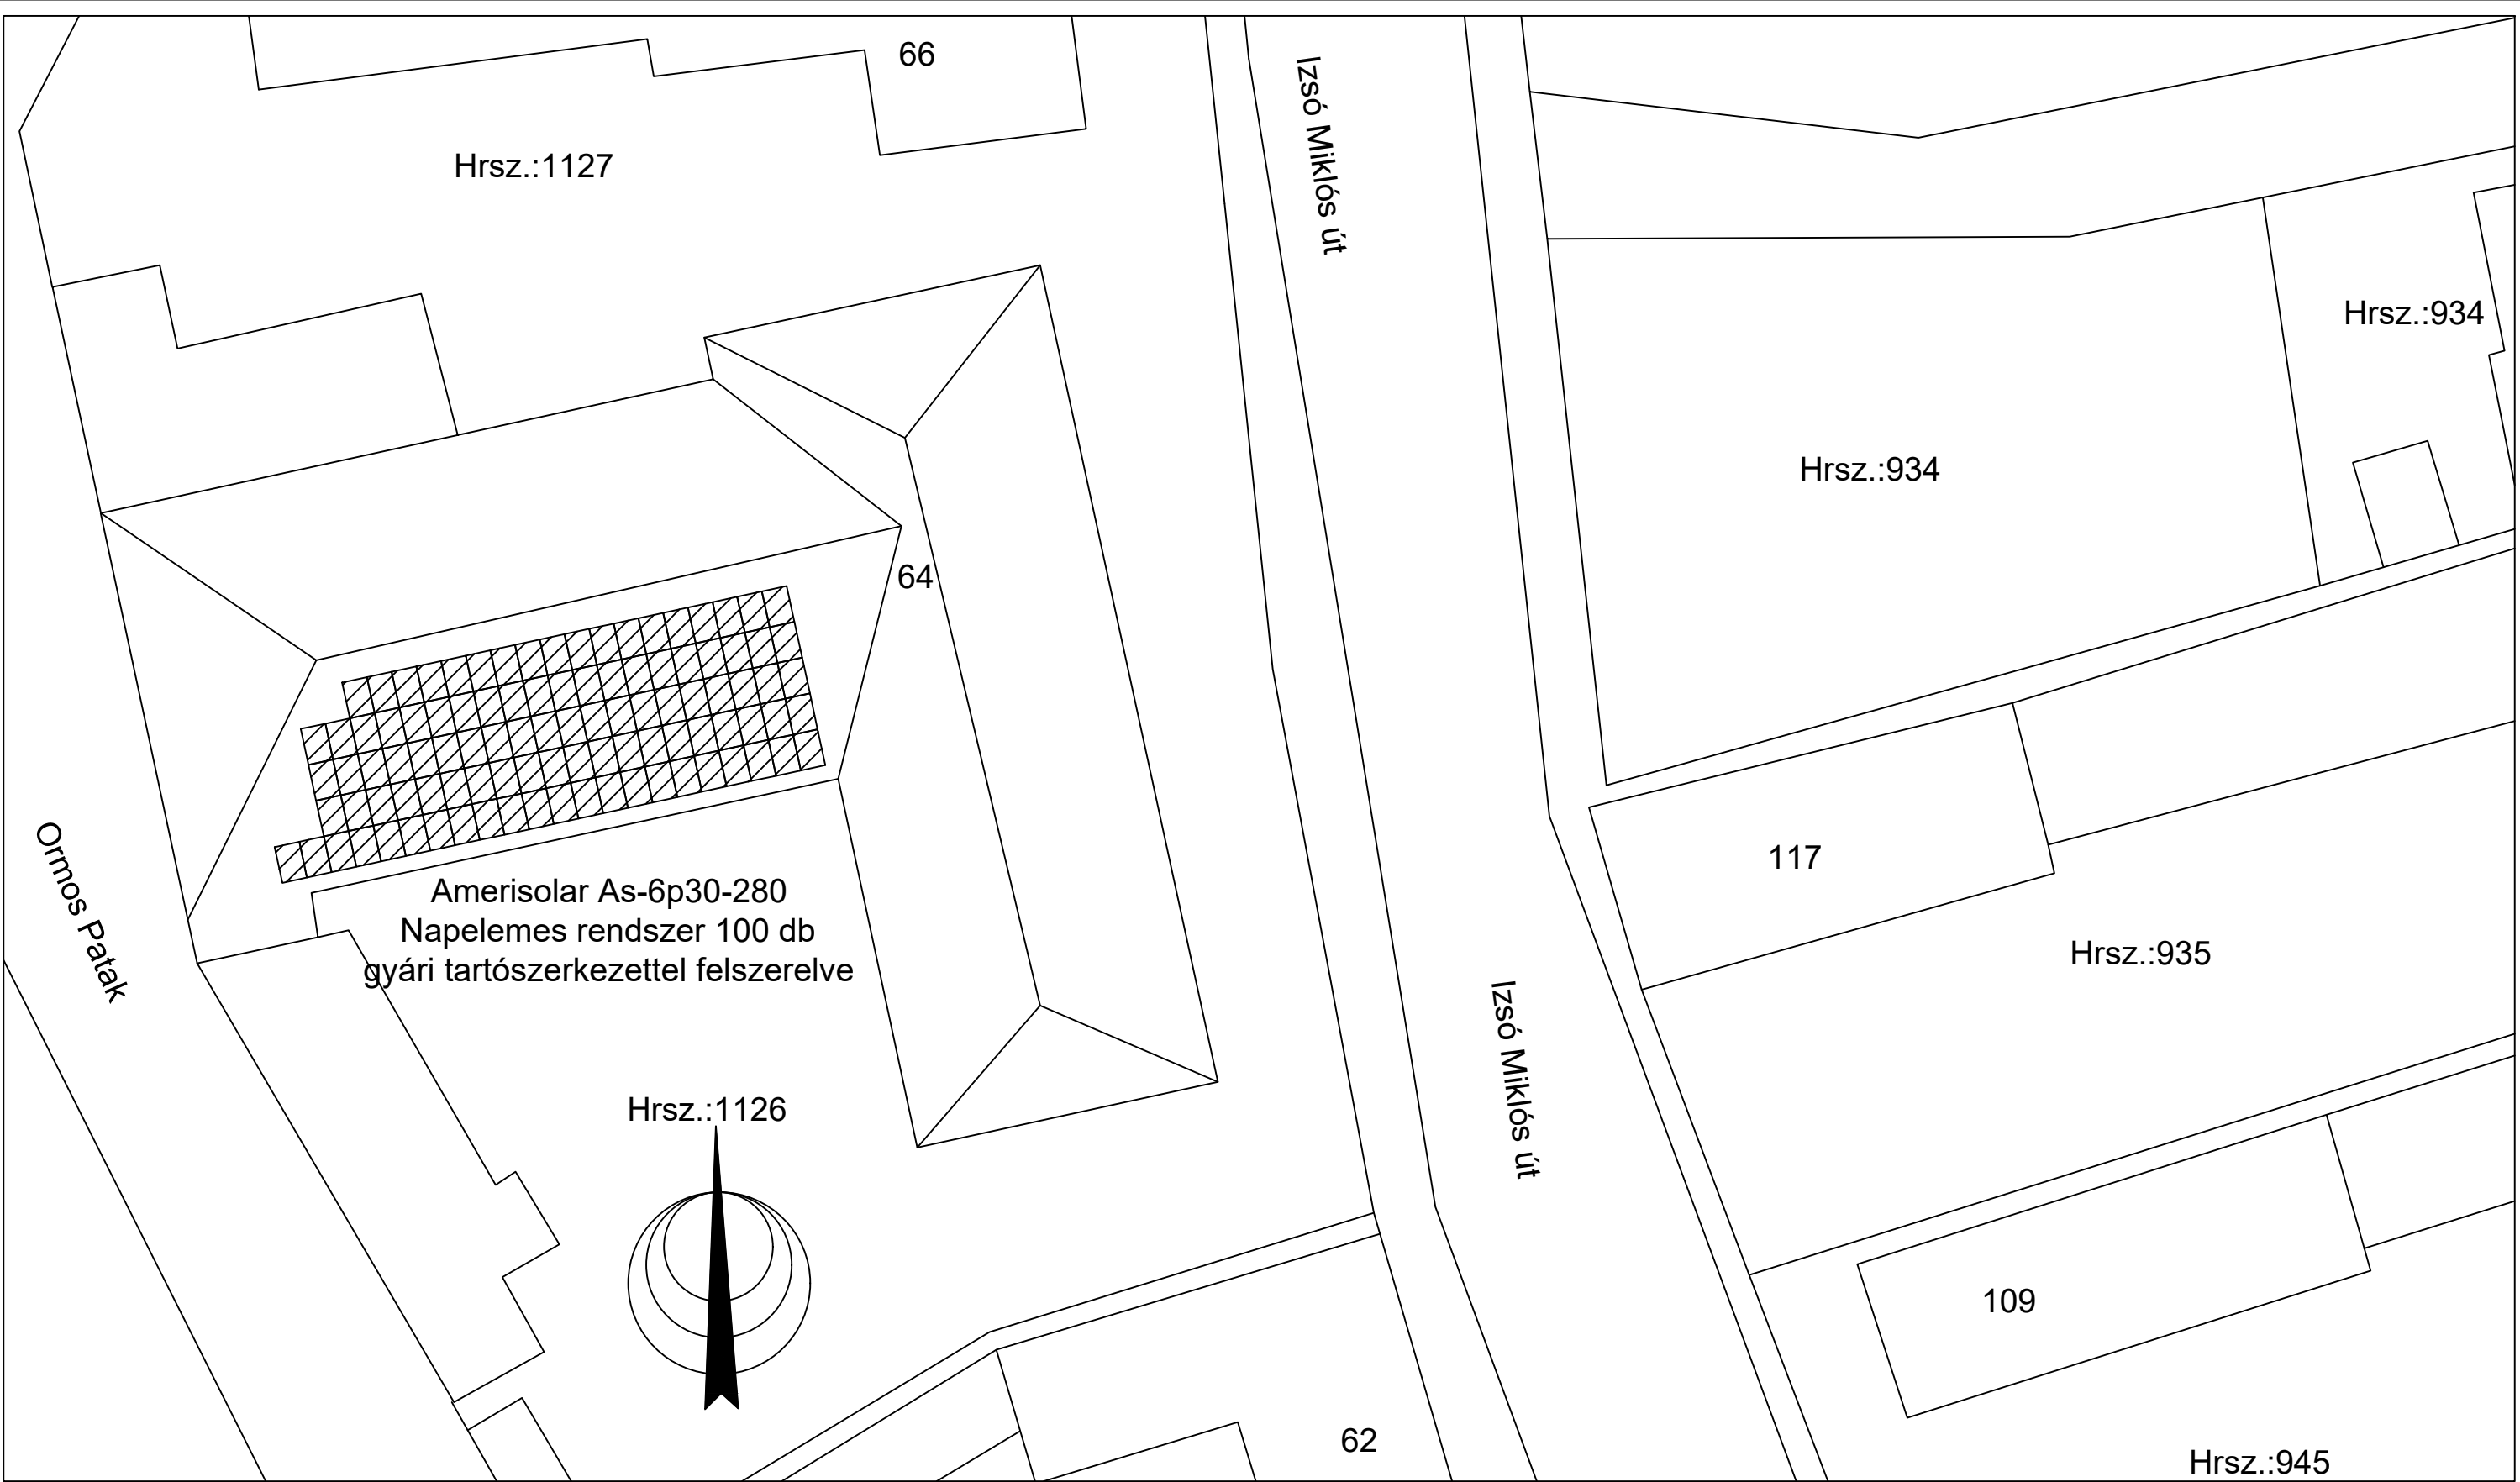 66
Izsó Miklós út
Hrsz.:1127
Hrsz.:934
Hrsz.:934
64
117
Ormos Patak
Amerisolar As-6p30-280
Napelemes rendszer 100 db
gyári tartószerkezettel felszerelve
Hrsz.:935
Izsó Miklós út
Hrsz.:1126
109
62
Hrsz.:945